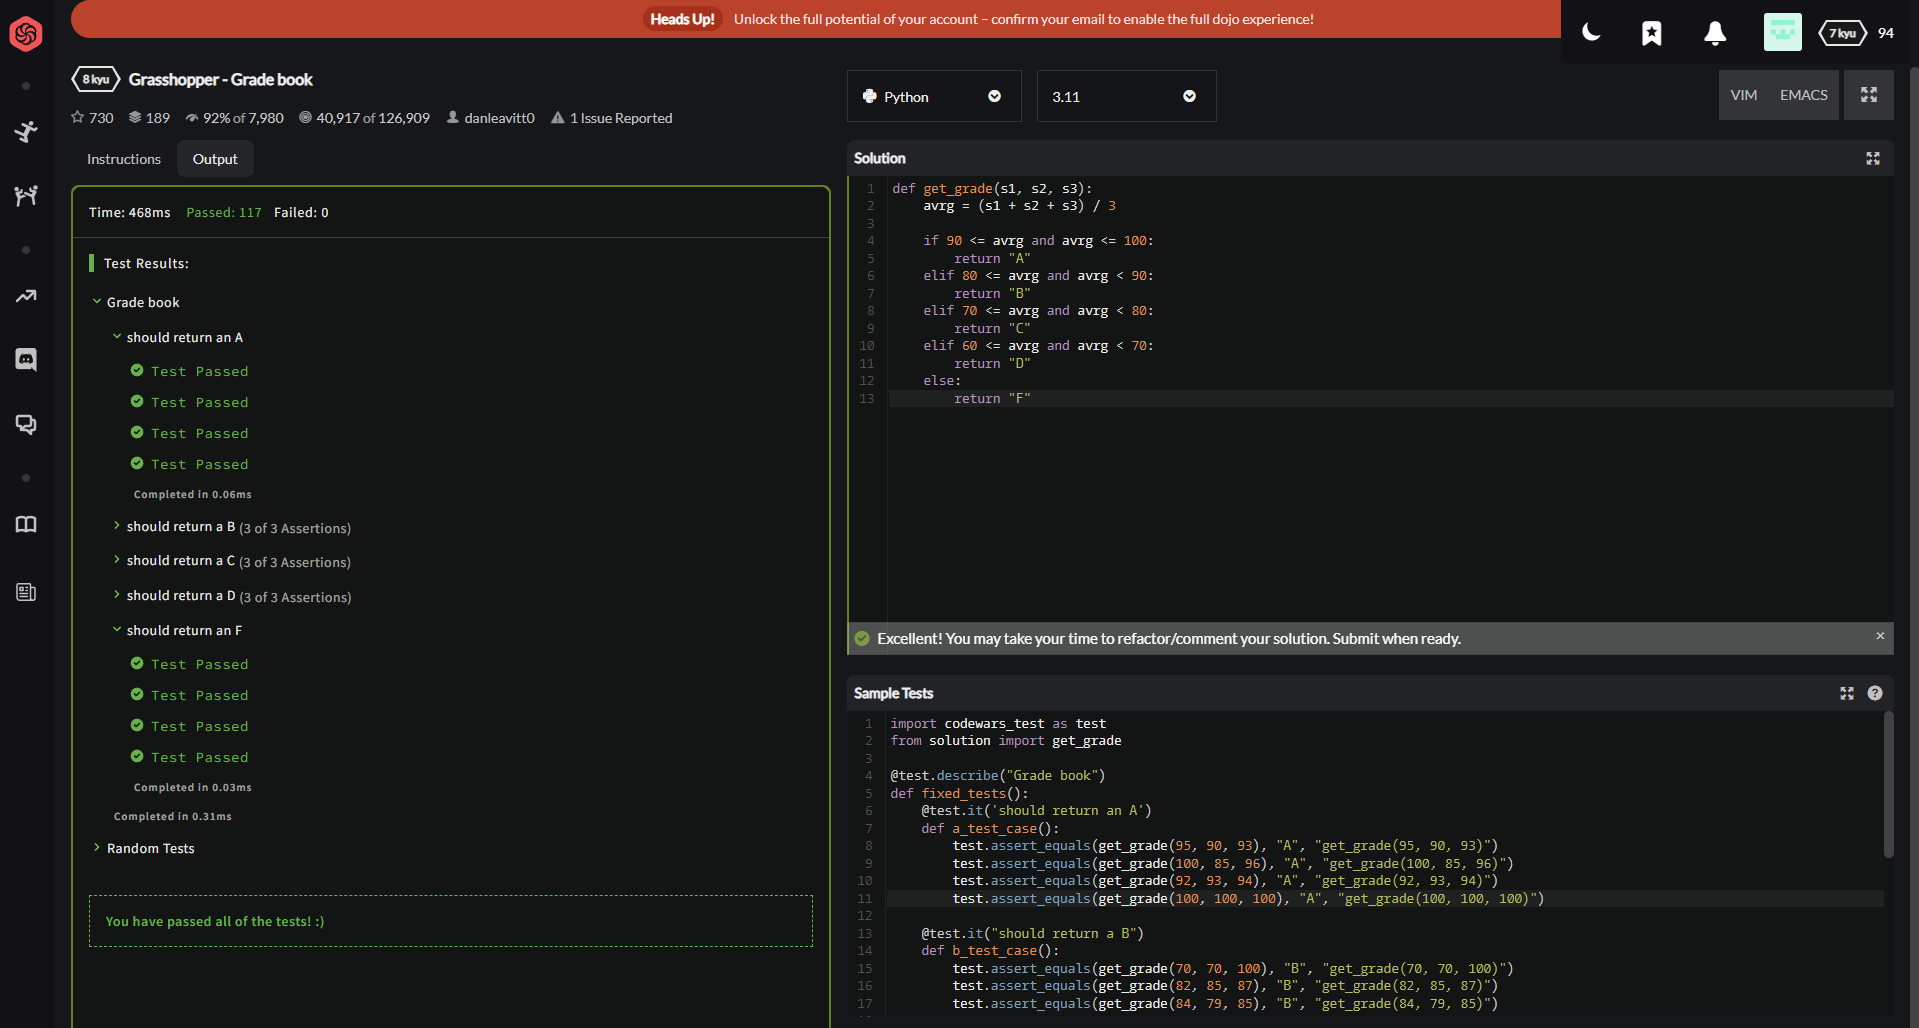 Heads Up! Unlock the full potential of your account – confirm your email to enable the full dojo experience!
7 kyu 94
8 kyu Grasshopper - Grade book
730 189 92% of 7,980 40,917 of 126,909 danleavitt0 1 Issue Reported
Instructions Output
Time: 468ms Passed: 117 Failed: 0
Test Results:
Grade book
should return an A
Test Passed
Test Passed
Test Passed
Test Passed
Completed in 0.06ms
should return a B (3 of 3 Assertions)
should return a C (3 of 3 Assertions)
should return a D (3 of 3 Assertions)
should return an F
Test Passed
Test Passed
Test Passed
Test Passed
Completed in 0.03ms
Completed in 0.31ms
Random Tests
You have passed all of the tests! :)
Python 3.11 VIM EMACS
Solution
1 def get_grade(s1, s2, s3):
2     avrg = (s1 + s2 + s3) / 3
3
4     if 90 <= avrg and avrg <= 100:
5         return "A"
6     elif 80 <= avrg and avrg < 90:
7         return "B"
8     elif 70 <= avrg and avrg < 80:
9         return "C"
10     elif 60 <= avrg and avrg < 70:
11         return "D"
12     else:
13         return "F"
Excellent! You may take your time to refactor/comment your solution. Submit when ready. ×
Sample Tests ?
1 import codewars_test as test
2 from solution import get_grade
3
4 @test.describe("Grade book")
5 def fixed_tests():
6     @test.it('should return an A')
7     def a_test_case():
8         test.assert_equals(get_grade(95, 90, 93), "A", "get_grade(95, 90, 93)")
9         test.assert_equals(get_grade(100, 85, 96), "A", "get_grade(100, 85, 96)")
10         test.assert_equals(get_grade(92, 93, 94), "A", "get_grade(92, 93, 94)")
11         test.assert_equals(get_grade(100, 100, 100), "A", "get_grade(100, 100, 100)")
12
13     @test.it("should return a B")
14     def b_test_case():
15         test.assert_equals(get_grade(70, 70, 100), "B", "get_grade(70, 70, 100)")
16         test.assert_equals(get_grade(82, 85, 87), "B", "get_grade(82, 85, 87)")
17         test.assert_equals(get_grade(84, 79, 85), "B", "get_grade(84, 79, 85)")